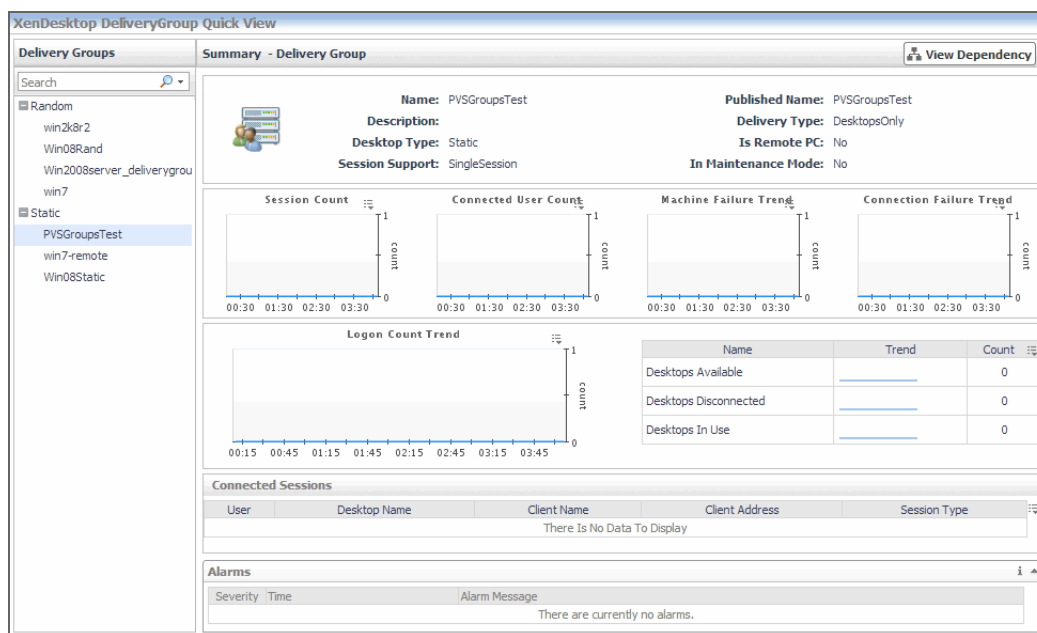 XenDesktop DeliveryGroup Quick View
Delivery Groups
Search
Random
win2k8r2
Win08Rand
Win2008server_deliverygrou
win7
Static
PVSGroupsTest
win7-remote
Win08Static
Summary - Delivery Group
View Dependency
Name: PVSGroupsTest
Published Name: PVSGroupsTest
Description:
Delivery Type: DesktopsOnly
Desktop Type: Static
Is Remote PC: No
Session Support: SingleSession
In Maintenance Mode: No
Session Count
1
count
0
00:30 01:30 02:30 03:30
Connected User Count
1
count
0
00:30 01:30 02:30 03:30
Machine Failure Trend
1
count
0
00:30 01:30 02:30 03:30
Connection Failure Trend
1
count
0
00:30 01:30 02:30 03:30
Logon Count Trend
1
count
0
00:15 00:45 01:15 01:45 02:15 02:45 03:15 03:45
Name Trend Count
Desktops Available 0
Desktops Disconnected 0
Desktops In Use 0
Connected Sessions
User Desktop Name Client Name Client Address Session Type
There Is No Data To Display
Alarms
Severity Time Alarm Message
There are currently no alarms.